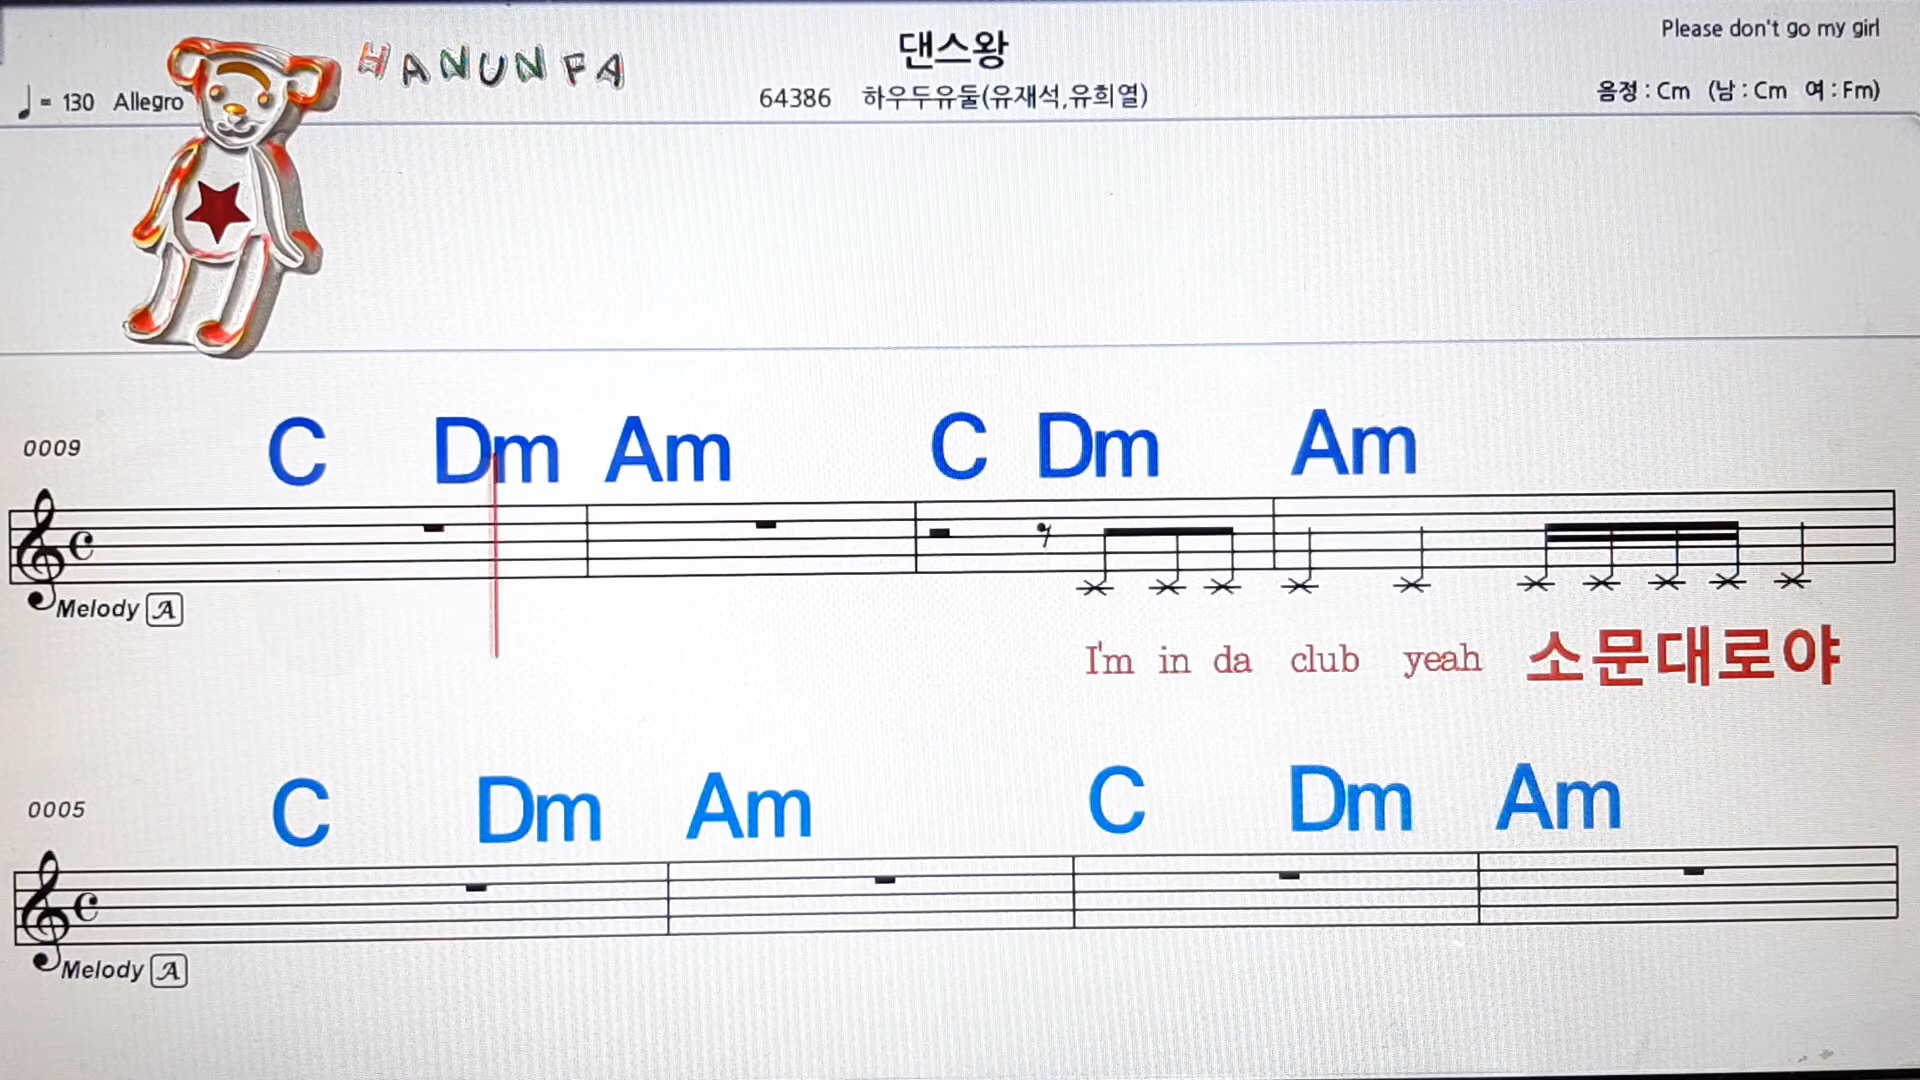 Please don't go my girl
HANUNFA
댄스왕
♩= 130 Allegro
64386 하우두유둘(유재석,유희열)
음정 : Cm (남 : Cm 여 : Fm)
C Dm Am C Dm Am
0009
Melody A
I'm in da club yeah 소문대로야
C Dm Am C Dm Am
0005
Melody A